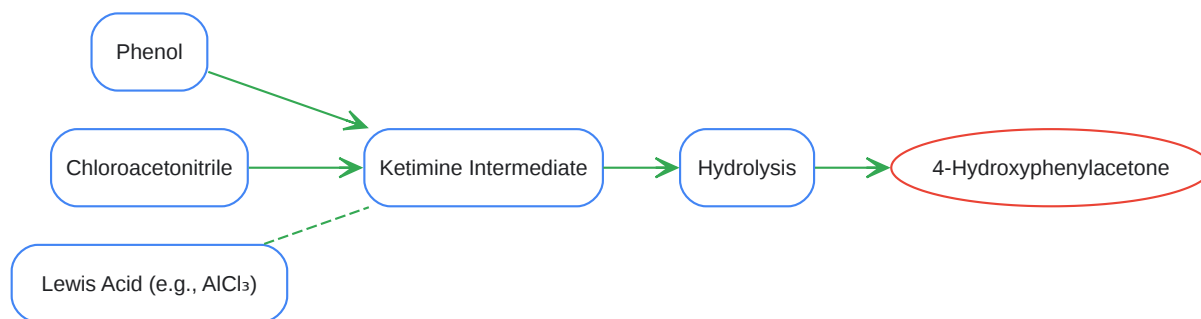 Phenol
Chloroacetonitrile
Lewis Acid (e.g., AlCl₃)
Ketimine Intermediate
Hydrolysis
4-Hydroxyphenylacetone